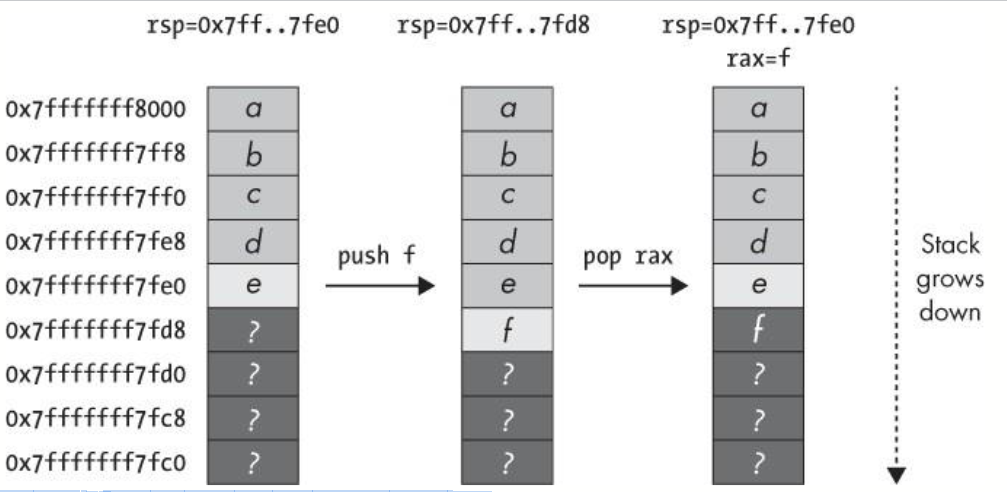 rsp=0x7ff..7fe0 rsp=0x7ff..7fd8 rsp=0x7ff..7fe0
rax=f
0x7fffffff8000 a a a
0x7fffffff7ff8 b b b
0x7fffffff7ff0 c c c
0x7fffffff7fe8 d d d
push f pop rax
Stack
grows
down
0x7fffffff7fe0 e e e
0x7fffffff7fd8 ? f f
0x7fffffff7fd0 ? ? ?
0x7fffffff7fc8 ? ? ?
0x7fffffff7fc0 ? ? ?